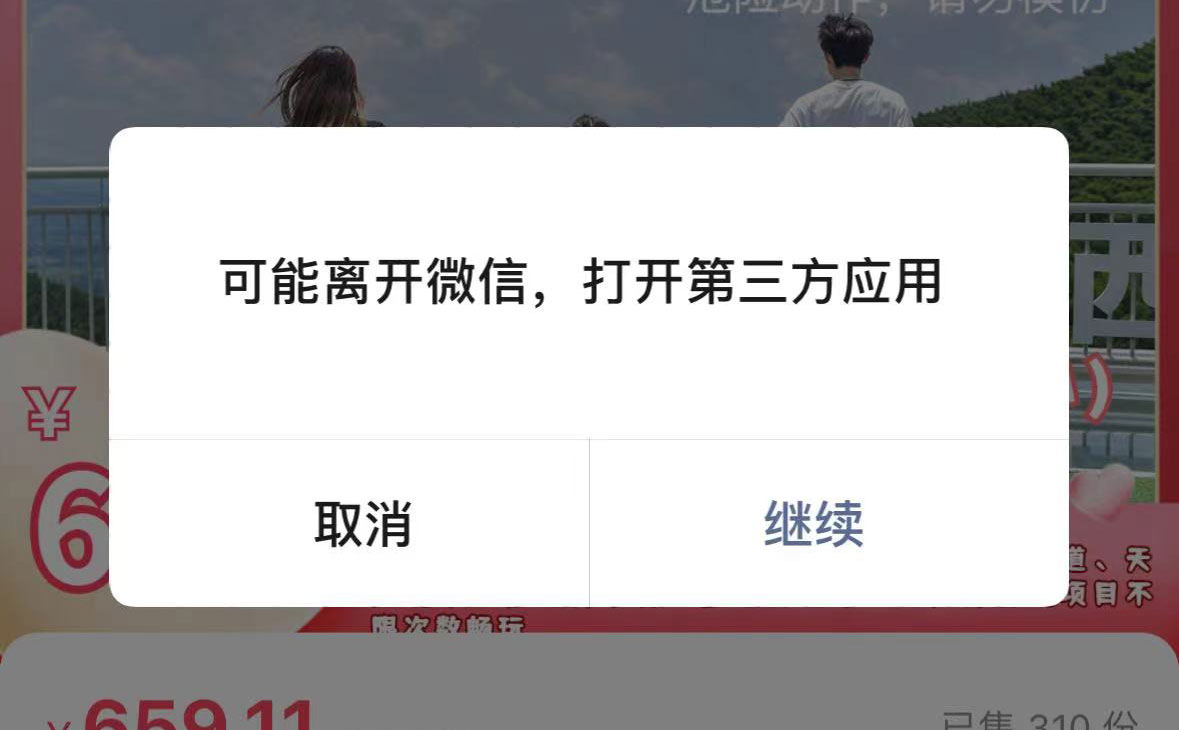 危险动作，请勿模仿
可能离开微信，打开第三方应用
西
¥
6
)
取消
继续
道、天
项目不
限次数畅玩
¥659.11
已售 310 份